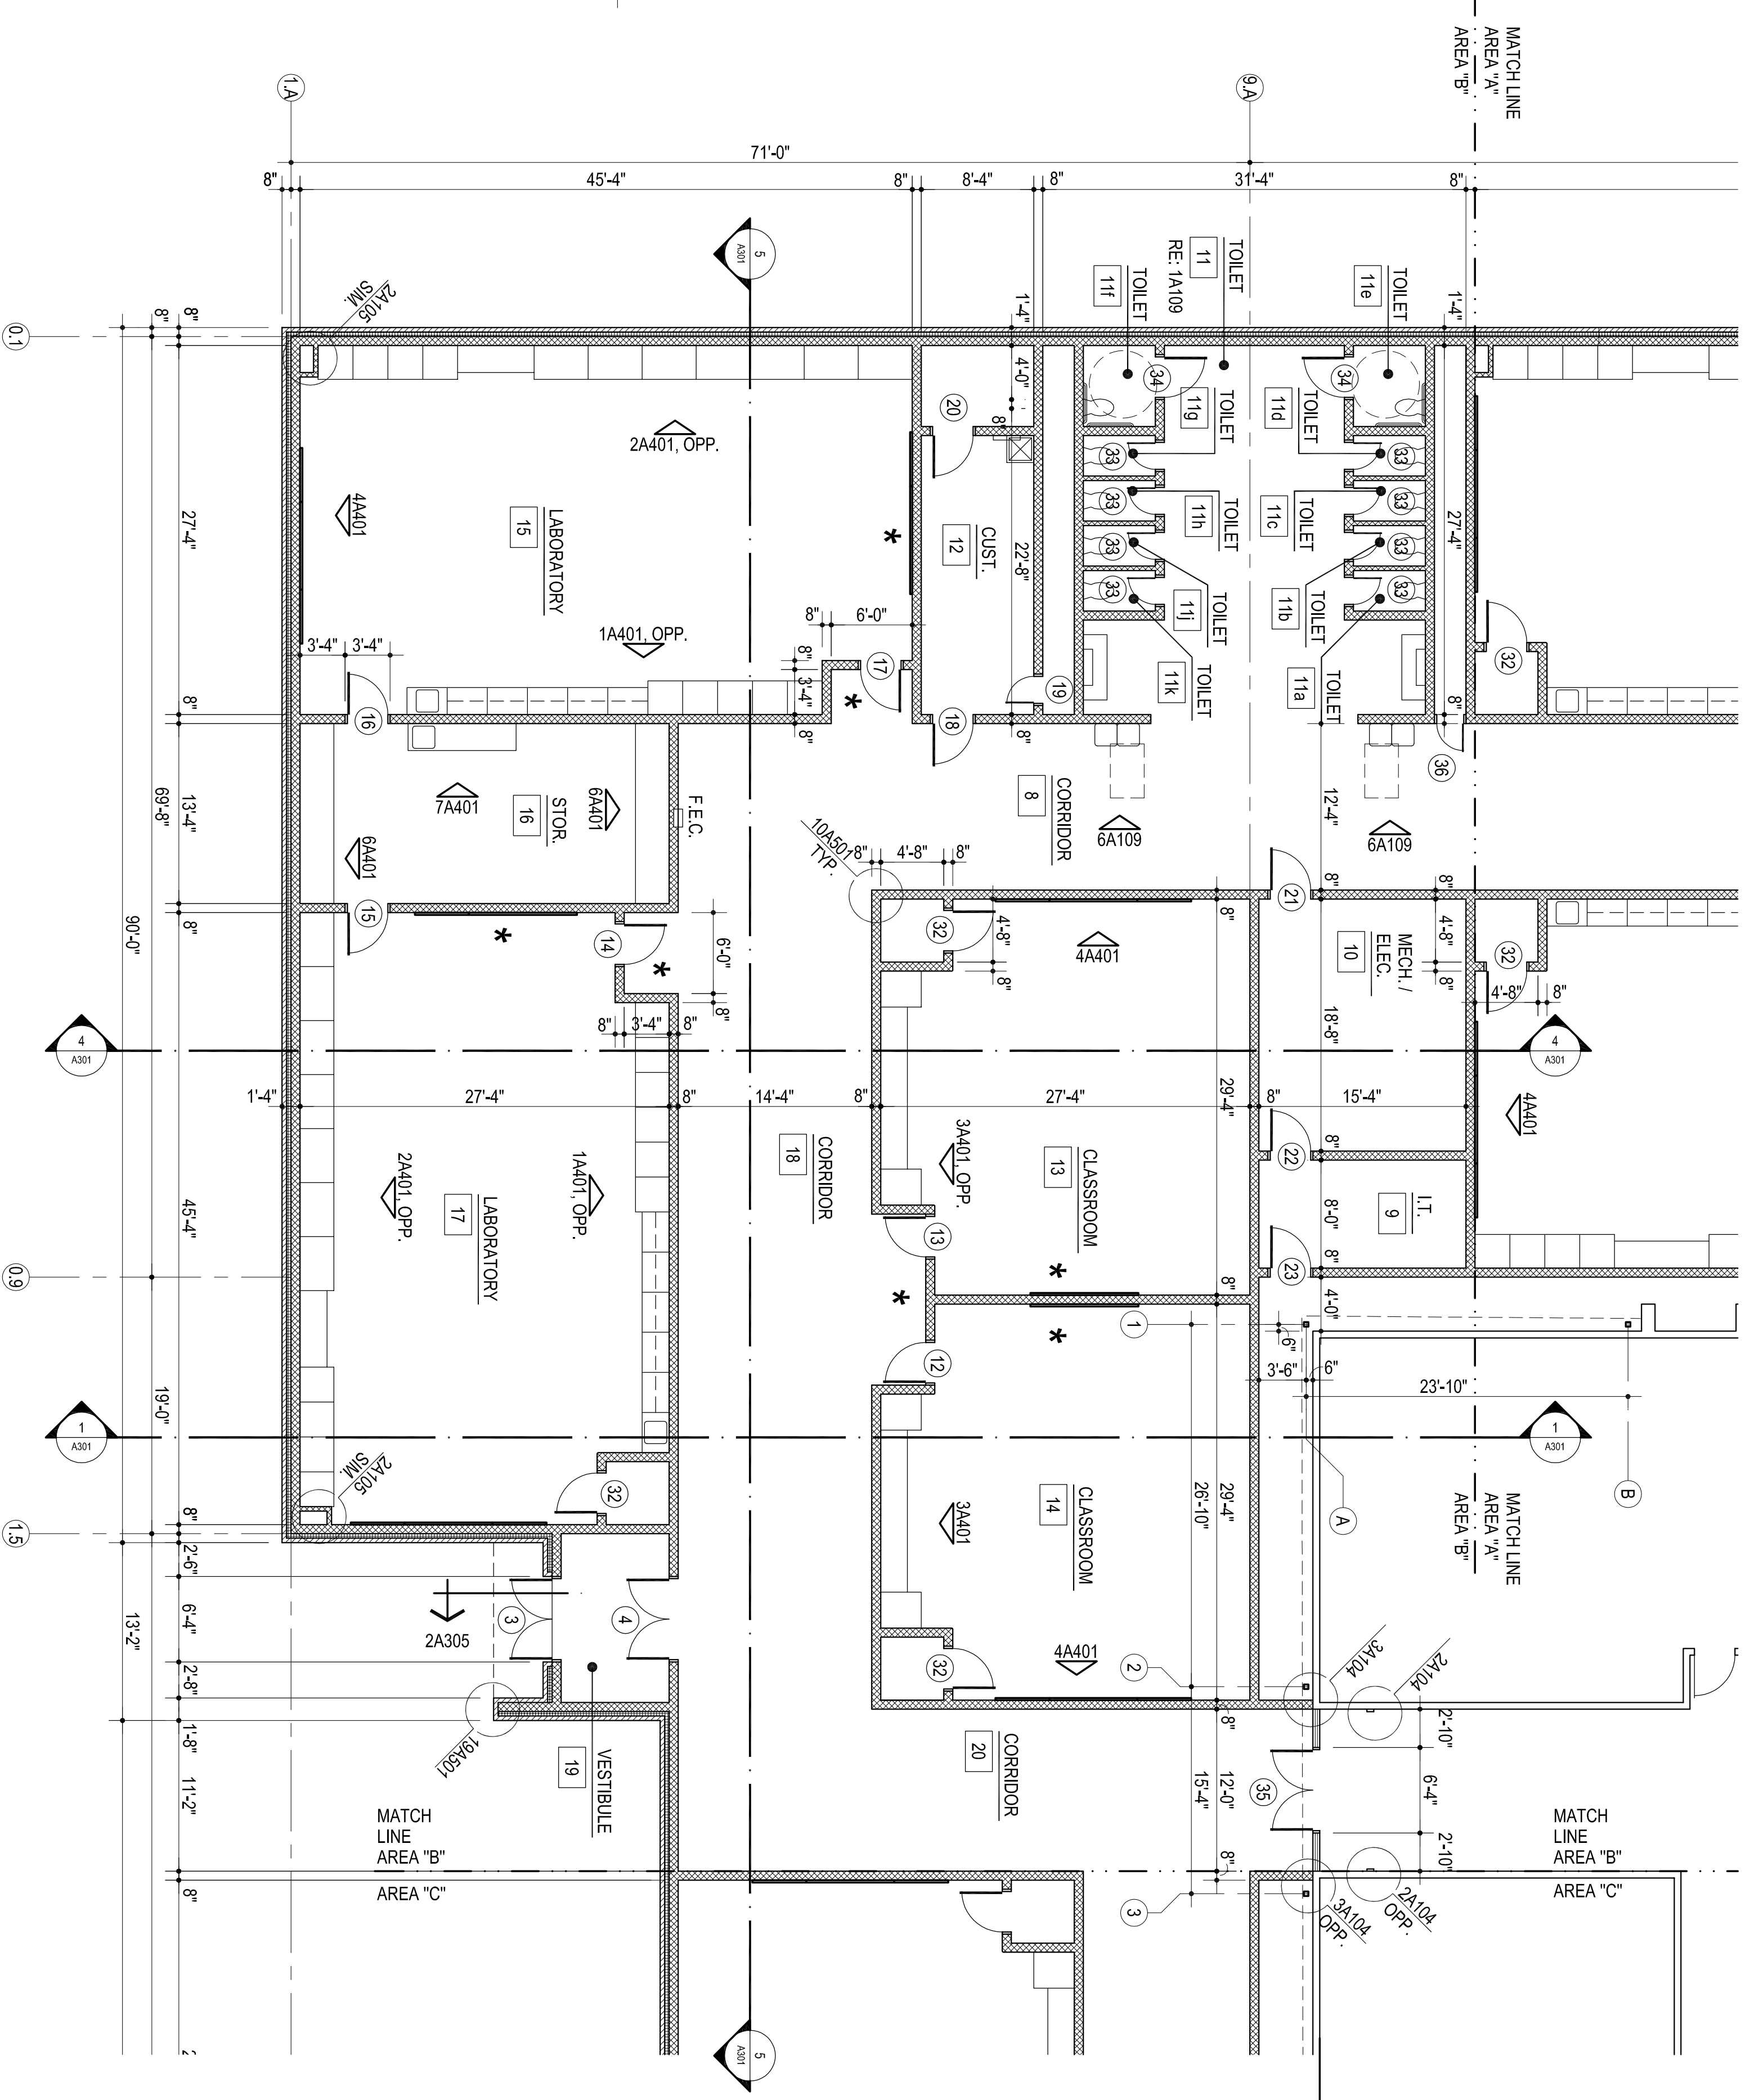 MATCH LINE
AREA "A"
AREA "B"
1.A
9.A
71'-0"
8"
45'-4"
8"
8'-4"
8"
31'-4"
8"
5
A301
TOILET
11
RE: 1A109
TOILET
11f
TOILET
11e
2A105
SIM.
1'-4"
1'-4"
8"
8"
0.1
4'-0"
8"
20
34
34
TOILET
11g
TOILET
11d
2A401, OPP.
33
33
33
33
33
33
33
33
4A401
LABORATORY
15
27'-4"
CUST.
12
22'-8"
TOILET
11h
TOILET
11c
27'-4"
TOILET
11j
TOILET
11b
TOILET
11k
TOILET
11a
1A401, OPP.
8"
6'-0"
3'-4"
3'-4"
17
8"
3'-4"
8"
19
32
8"
16
18
8"
8"
36
7A401
6A401
STOR.
16
F.E.C.
6A401
13'-4"
69'-8"
CORRIDOR
8
6A109
12'-4"
6A109
10A501
TYP.
8"
4'-8"
8"
8"
8"
21
15
8"
90'-0"
14
6'-0"
8"
32
4'-8"
8"
4A401
8"
MECH. /
ELEC.
10
4'-8"
8"
32
4'-8"
8"
8"
3'-4"
8"
18'-8"
4
A301
4
A301
1'-4"
27'-4"
8"
14'-4"
8"
27'-4"
29'-4"
8"
15'-4"
4A401
2A401, OPP.
1A401, OPP.
LABORATORY
17
45'-4"
CORRIDOR
18
3A401, OPP.
CLASSROOM
13
8"
22
I.T.
9
8'-0"
13
23
8"
8"
4'-0"
0.9
1
6"
12
3'-6"
6"
23'-10"
19'-0"
1
A301
1
A301
2A105
SIM.
32
3A401
CLASSROOM
14
29'-4"
26'-10"
A
B
MATCH LINE
AREA "A"
AREA "B"
8"
1.5
2'-6"
6'-4"
13'-2"
3
4
2A305
4A401
32
2
3A104
2A104
2'-8"
8"
2'-10"
1'-8"
19A501
VESTIBULE
19
CORRIDOR
20
15'-4"
12'-0"
35
6'-4"
11'-2"
2'-10"
MATCH
LINE
AREA "B"
AREA "C"
MATCH
LINE
AREA "B"
AREA "C"
8"
8"
3
3A104
OPP.
2A104
OPP.
5
A301